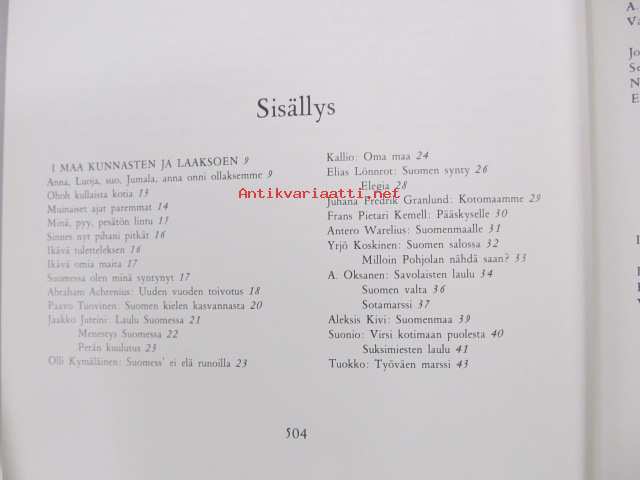 Sisällys
I MAA KUNNASTEN JA LAAKSOEN 9
Anna, Luoja, suo, Jumala, anna onni ollaksemme 9
Ohoh kullaista kotia 13
Muinaiset ajat paremmat 14
Minä, pyy, pesätön lintu 15
Sinnes nyt pihani pitkät 16
Ikävä tuletteleksen 16
Ikävä omia maita 17
Suomessa olen minä syntynyt 17
Abraham Achrenius: Uuden vuoden toivotus 18
Paavo Tuovinen: Suomen kielen kasvannasta 20
Jaakko Juteini: Laulu Suomessa 21
Menestys Suomessa 22
Perän kuulutus 23
Olli Kymäläinen: Suomess' ei elä runoilla 23
Kallio: Oma maa 24
Elias Lönnrot: Suomen synty 26
Elegia 28
Antikvariaatti.net
Juhana Fredrik Granlund: Kotomaamme 29
Frans Pietari Kemell: Pääskyselle 30
Antero Warelius: Suomenmaalle 31
Yrjö Koskinen: Suomen salossa 32
Milloin Pohjolan nähdä saan? 33
A. Oksanen: Savolaisten laulu 34
Suomen valta 36
Sotamarssi 37
Aleksis Kivi: Suomenmaa 39
Suonio: Virsi kotimaan puolesta 40
Suksimiesten laulu 41
Tuokko: Työväen marssi 43
504
A.
Jo
N
E